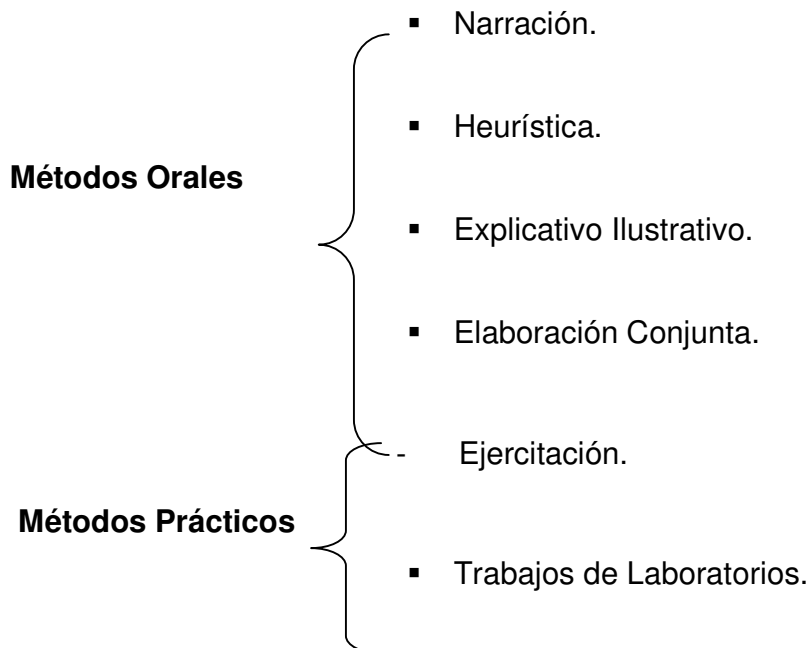 ▪ Narración.
▪ Heurística.
Métodos Orales
▪ Explicativo Ilustrativo.
▪ Elaboración Conjunta.
- Ejercitación.
Métodos Prácticos
▪ Trabajos de Laboratorios.